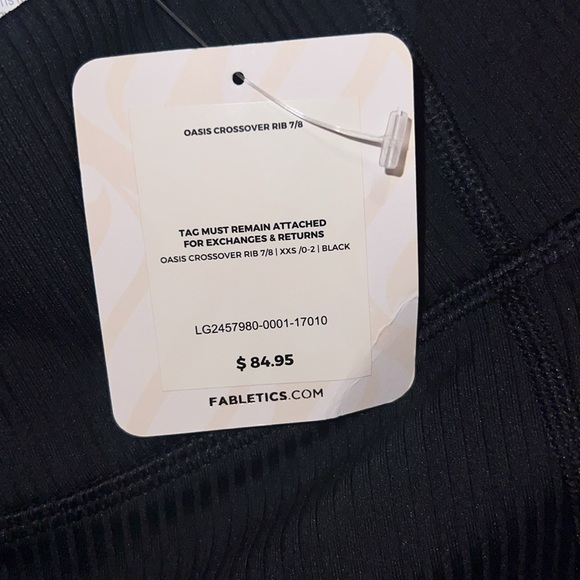 OASIS CROSSOVER RIB 7/8
TAG MUST REMAIN ATTACHED
FOR EXCHANGES & RETURNS
OASIS CROSSOVER RIB 7/8 | XXS /0-2 | BLACK
LG2457980-0001-17010
$ 84.95
FABLETICS.COM